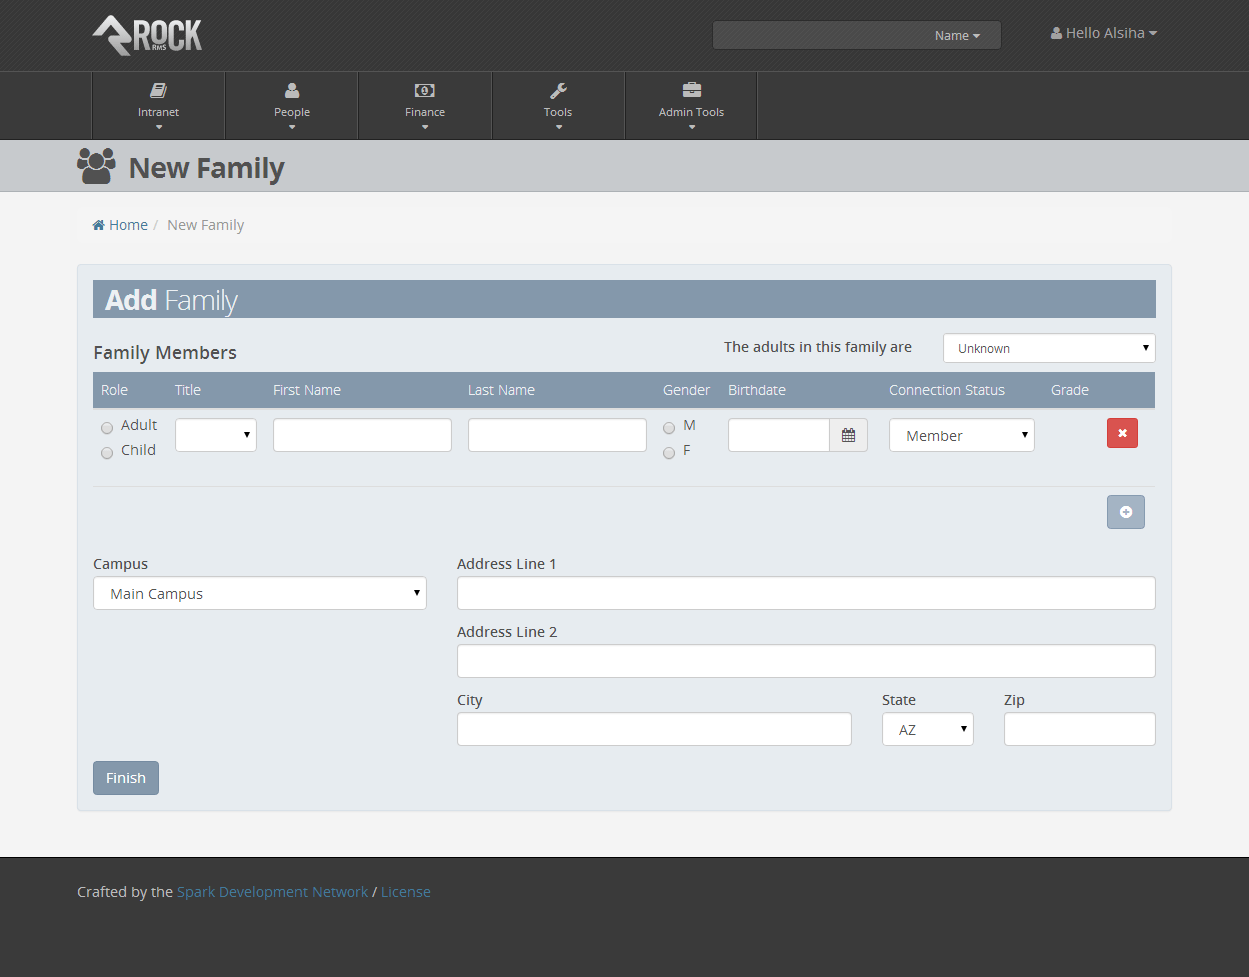 ROCK
RMS
Name
Hello Alsiha
Intranet
People
Finance
Tools
Admin Tools
New Family
Home / New Family
Add Family
Family Members
The adults in this family are
Unknown
Role Title First Name Last Name Gender Birthdate Connection Status Grade
Adult
Child
M
F
Member
Campus
Main Campus
Address Line 1
Address Line 2
City
State
AZ
Zip
Finish
Crafted by the Spark Development Network / License